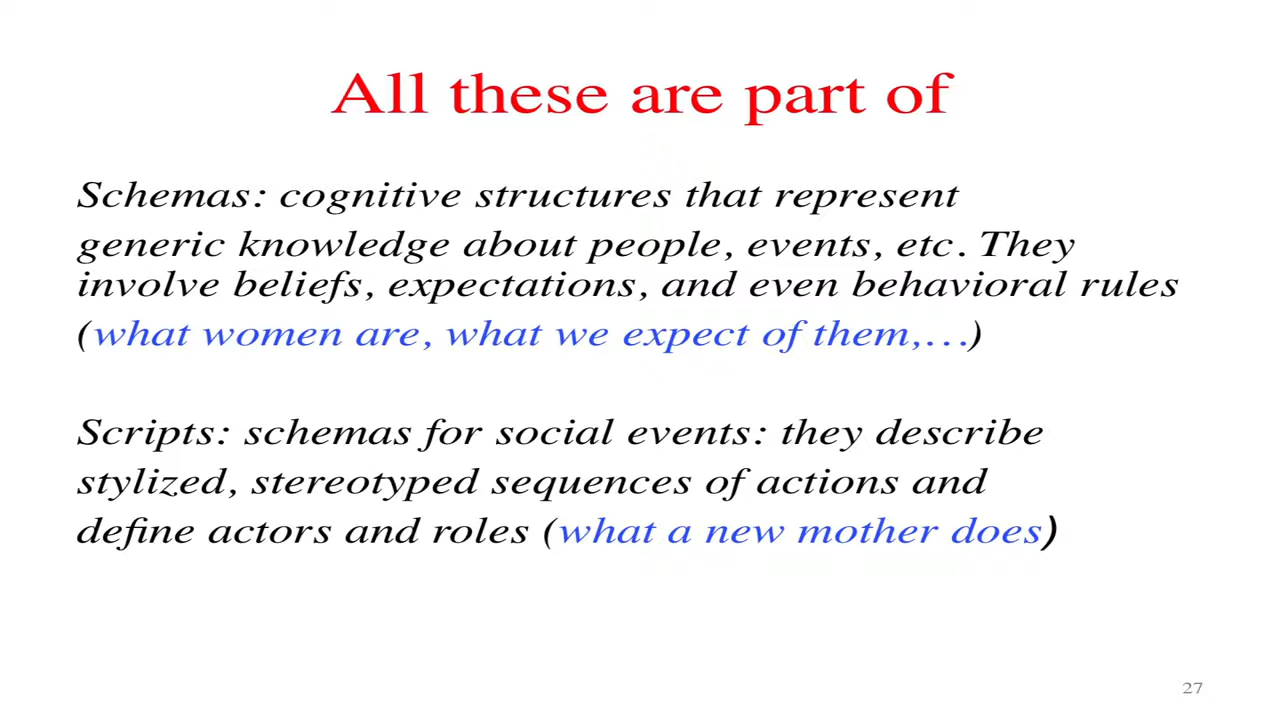 All these are part of
Schemas: cognitive structures that represent
generic knowledge about people, events, etc. They
involve beliefs, expectations, and even behavioral rules
(what women are, what we expect of them,…)
Scripts: schemas for social events: they describe
stylized, stereotyped sequences of actions and
define actors and roles (what a new mother does)
27